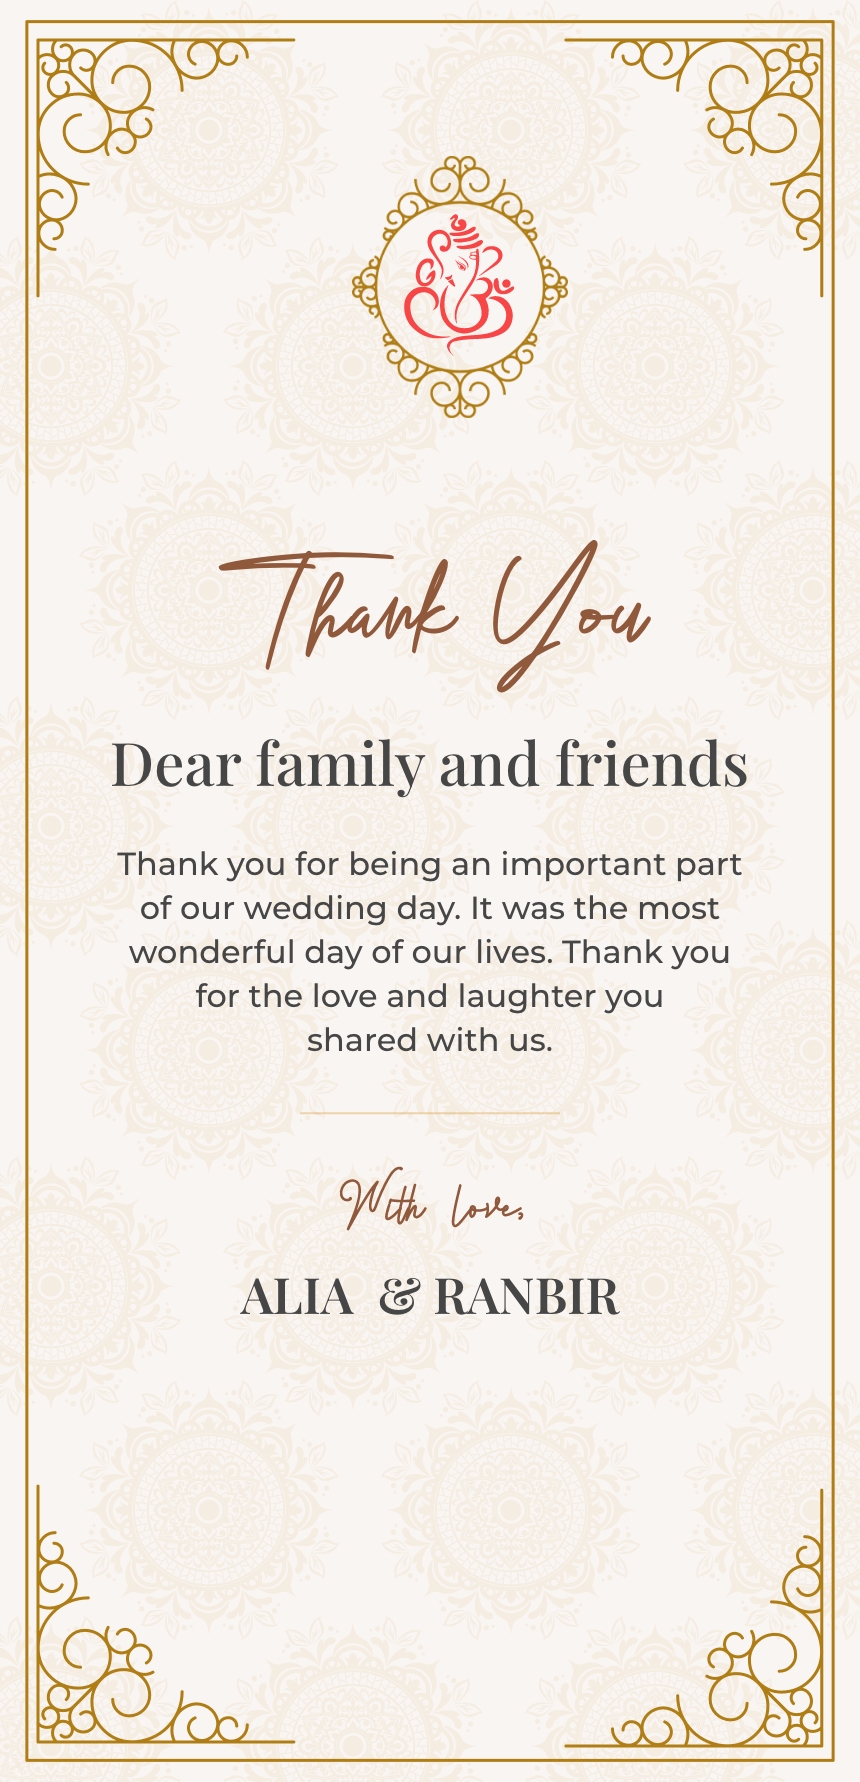 Thank You
Dear family and friends
Thank you for being an important part
of our wedding day. It was the most
wonderful day of our lives. Thank you
for the love and laughter you
shared with us.
With love,
ALIA & RANBIR